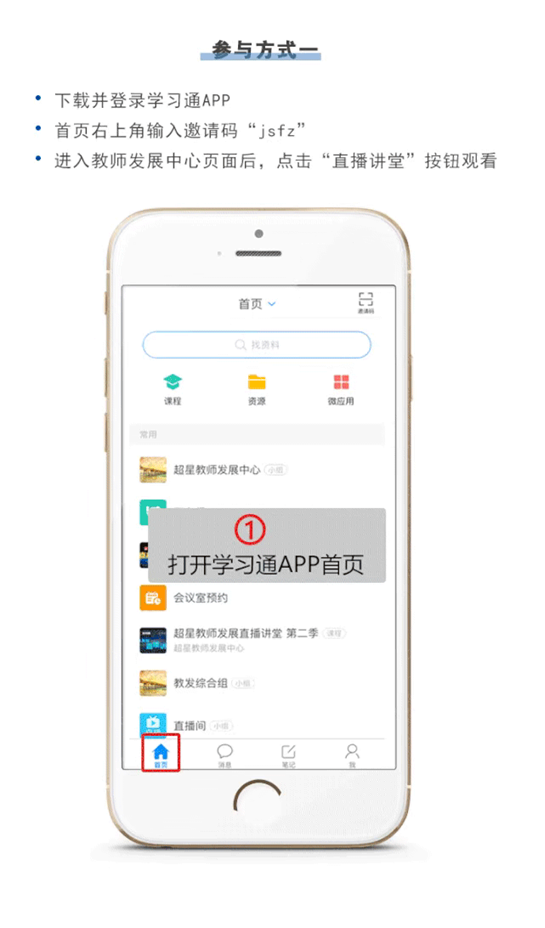 参与方式一
下载并登录学习通APP
首页右上角输入邀请码“jsfz”
进入教师发展中心页面后，点击“直播讲堂”按钮观看
首页
邀请码
找资料
课程
资源
微应用
常用
超星教师发展中心 小组
①
打开学习通APP首页
会议室预约
超星教师发展直播讲堂 第二季 课程
超星教师发展中心
教发综合组 小组
直播间 小组
首页
消息
笔记
我